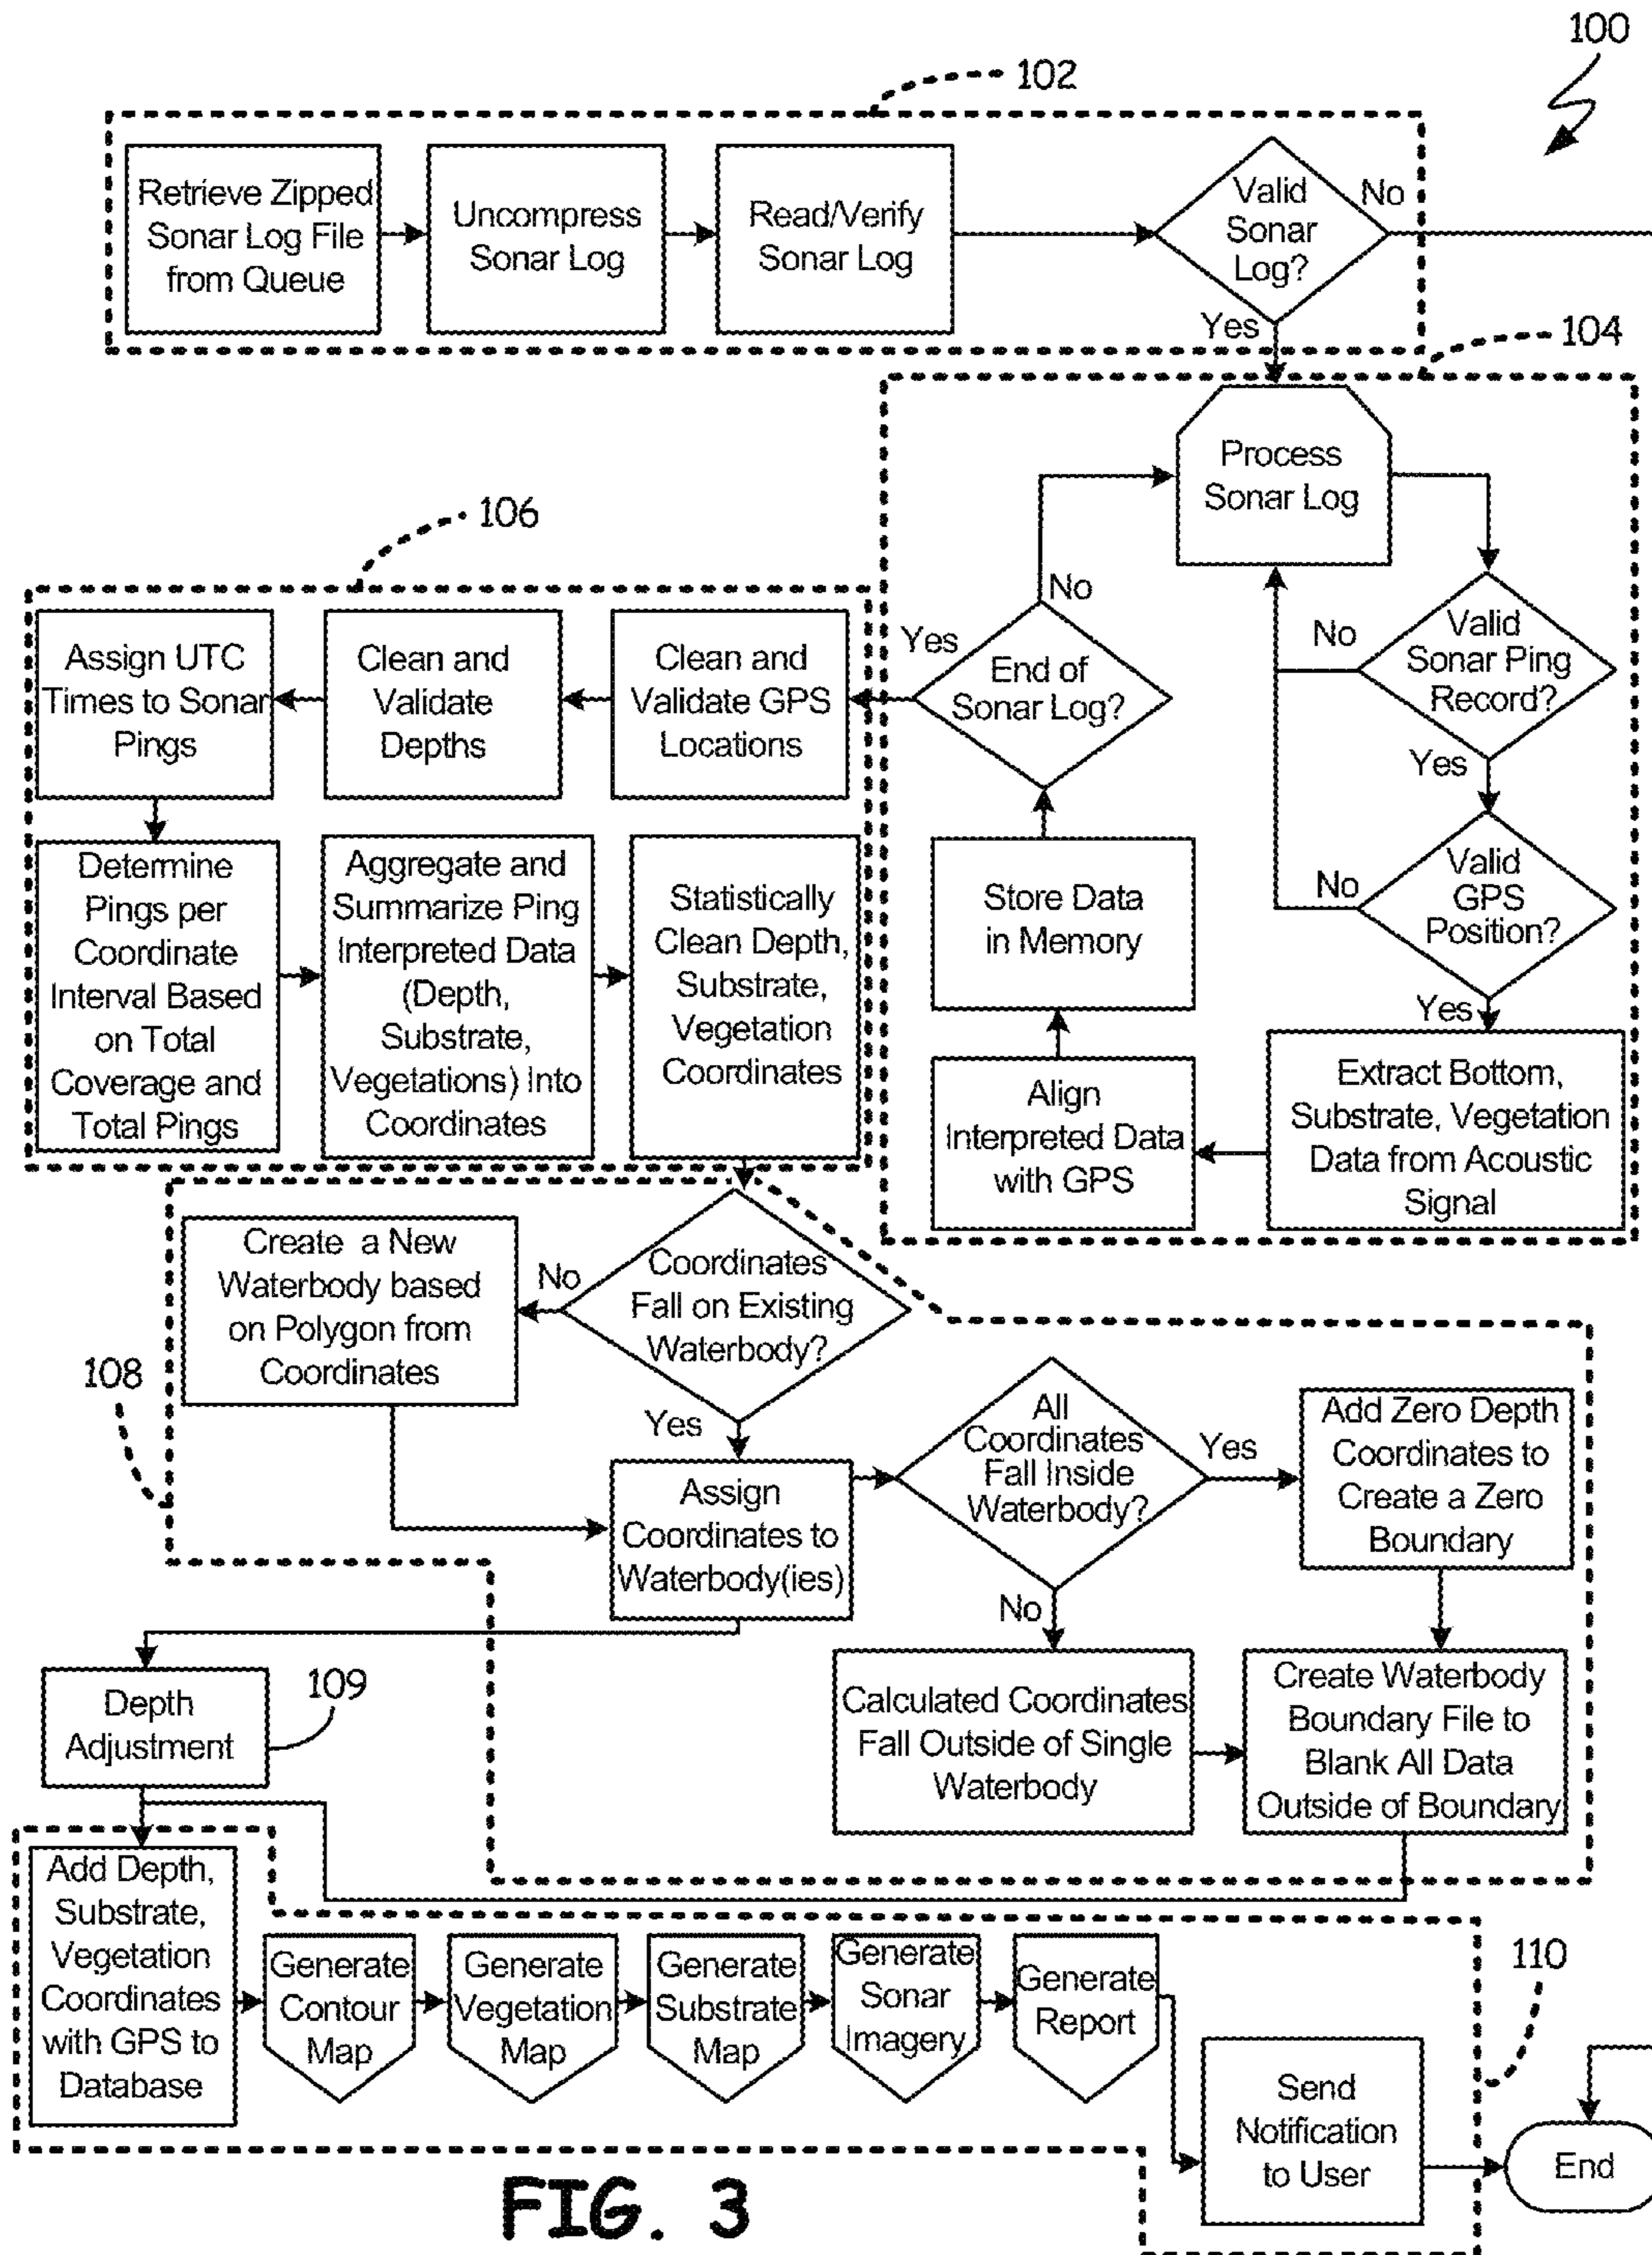 100
102
Retrieve Zipped
Sonar Log File
from Queue
Uncompress
Sonar Log
Read/Verify
Sonar Log
Valid
Sonar
Log?
No
Yes
104
Process
Sonar Log
106
No
Yes
End of
Sonar Log?
No
Valid
Sonar Ping
Record?
Yes
Assign UTC
Times to Sonar
Pings
Clean and
Validate
Depths
Clean and
Validate GPS
Locations
Determine
Pings per
Coordinate
Interval Based
on Total
Coverage and
Total Pings
Aggregate and
Summarize Ping
Interpreted Data
(Depth,
Substrate,
Vegetations) Into
Coordinates
Statistically
Clean Depth,
Substrate,
Vegetation
Coordinates
Store Data
in Memory
No
Valid
GPS
Position?
Yes
Align
Interpreted Data
with GPS
Extract Bottom,
Substrate, Vegetation
Data from Acoustic
Signal
Create a New
Waterbody based
on Polygon from
Coordinates
No
Coordinates
Fall on Existing
Waterbody?
108
Yes
Assign
Coordinates to
Waterbody(ies)
All
Coordinates
Fall Inside
Waterbody?
Yes
No
Add Zero Depth
Coordinates to
Create a Zero
Boundary
Depth
Adjustment
109
Calculated Coordinates
Fall Outside of Single
Waterbody
Create Waterbody
Boundary File to
Blank All Data
Outside of Boundary
Add Depth,
Substrate,
Vegetation
Coordinates
with GPS to
Database
Generate
Contour
Map
Generate
Vegetation
Map
Generate
Substrate
Map
Generate
Sonar
Imagery
Generate
Report
110
Send
Notification
to User
End
FIG. 3